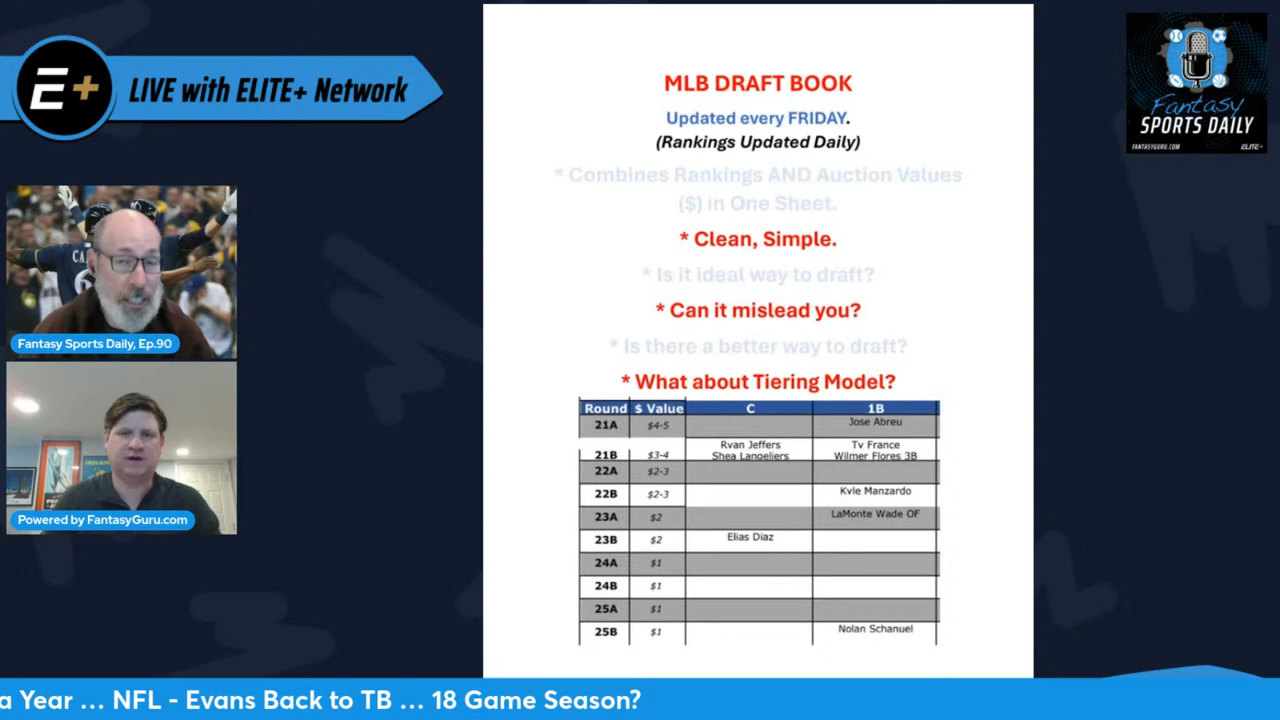 E+ LIVE with ELITE+ Network
MLB DRAFT BOOK
Updated every FRIDAY.
(Rankings Updated Daily)
* Combines Rankings AND Auction Values
($) in One Sheet.
* Clean, Simple.
* Is it ideal way to draft?
* Can it mislead you?
* Is there a better way to draft?
* What about Tiering Model?
Round $ Value C 1B
21A $4-5 Jose Abreu
Ryan Jeffers Ty France
21B $3-4 Shea Langeliers Wilmer Flores 3B
22A $2-3
22B $2-3 Kyle Manzardo
23A $2 LaMonte Wade OF
23B $2 Elias Diaz
24A $1
24B $1
25A $1
25B $1 Nolan Schanuel
Fantasy
SPORTS DAILY
FANTASYGURU.COM ELITE+
CA
Fantasy Sports Daily, Ep.90
Powered by FantasyGuru.com
a Year ... NFL - Evans Back to TB ... 18 Game Season?